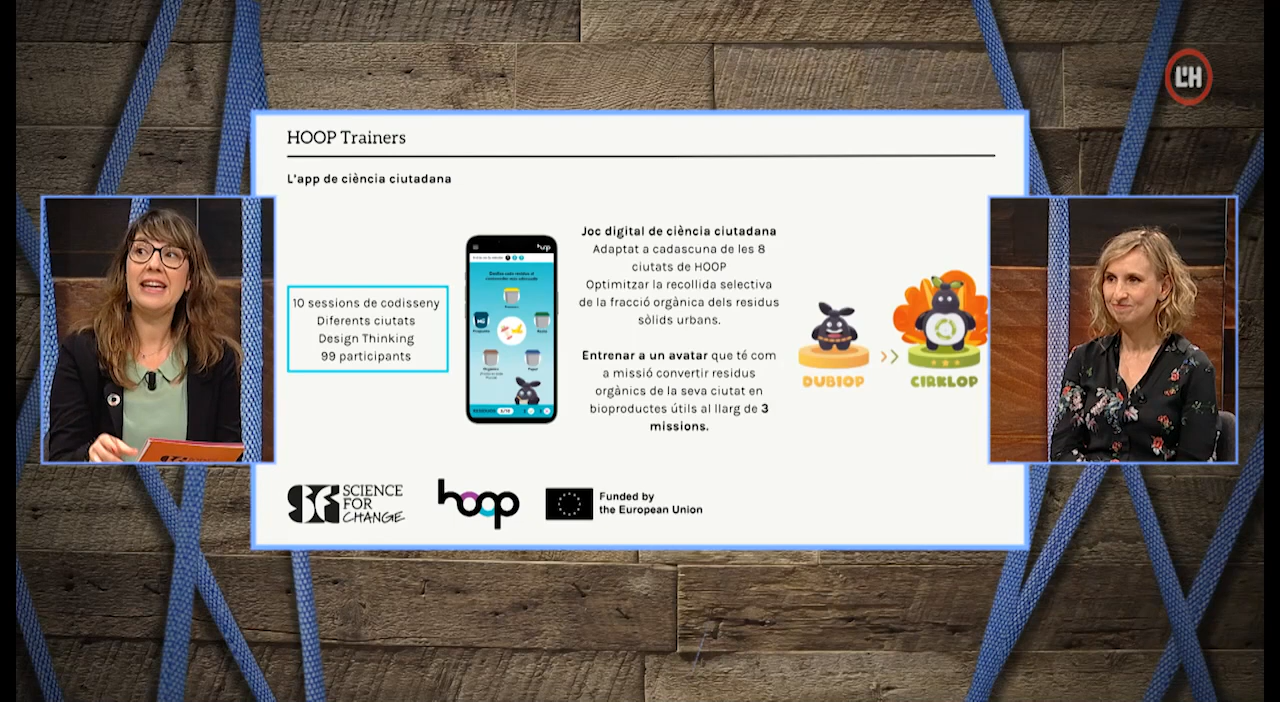 L'H
HOOP Trainers
L'app de ciència ciutadana
10 sessions de codisseny
Diferents ciutats
Design Thinking
99 participants
hoop
Joc digital de ciència ciutadana
Adaptat a cadascuna de les 8
ciutats de HOOP
Optimitzar la recollida selectiva
de la fracció orgànica dels residus
sòlids urbans.
Entrenar a un avatar que té com
a missió convertir residus
orgànics de la seva ciutat en
bioproductes útils al llarg de 3
missions.
DUBIOP
CIRKLOP
SCIENCE
FOR
CHANGE
hoop
Funded by
the European Union